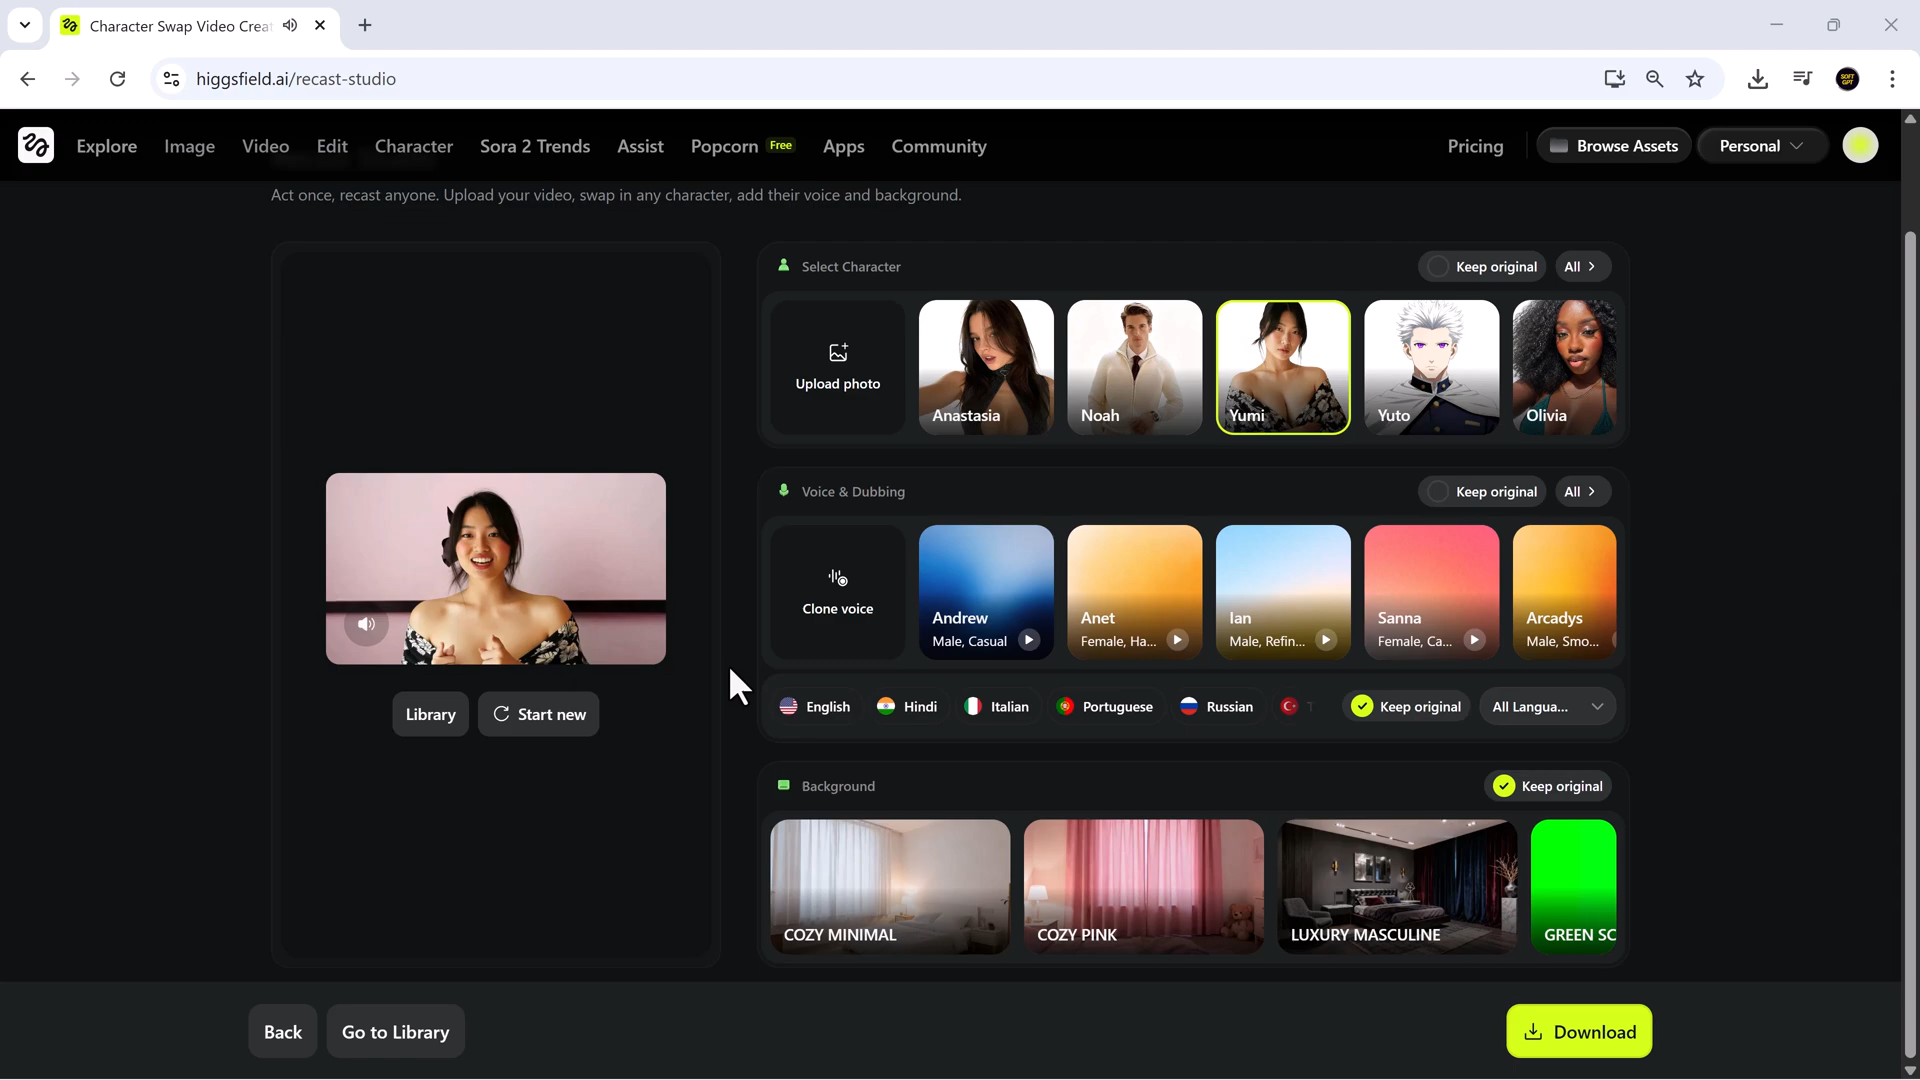 Character Swap Video Crea
higgsfield.ai/recast-studio
SOFT
GPT
Explore
Image
Video
Edit
Character
Sora 2 Trends
Assist
Popcorn Free
Apps
Community
Pricing
Browse Assets
Personal
Act once, recast anyone. Upload your video, swap in any character, add their voice and background.
Library
Start new
Select Character
Keep original
All
Upload photo
Anastasia
Noah
Yumi
Yuto
Olivia
Voice & Dubbing
Keep original
All
Clone voice
Andrew
Male, Casual
Anet
Female, Ha...
Ian
Male, Refin...
Sanna
Female, Ca...
Arcadys
Male, Smo...
English
Hindi
Italian
Portuguese
Russian
Keep original
All Langua...
Background
Keep original
COZY MINIMAL
COZY PINK
LUXURY MASCULINE
GREEN SC
Back
Go to Library
Download